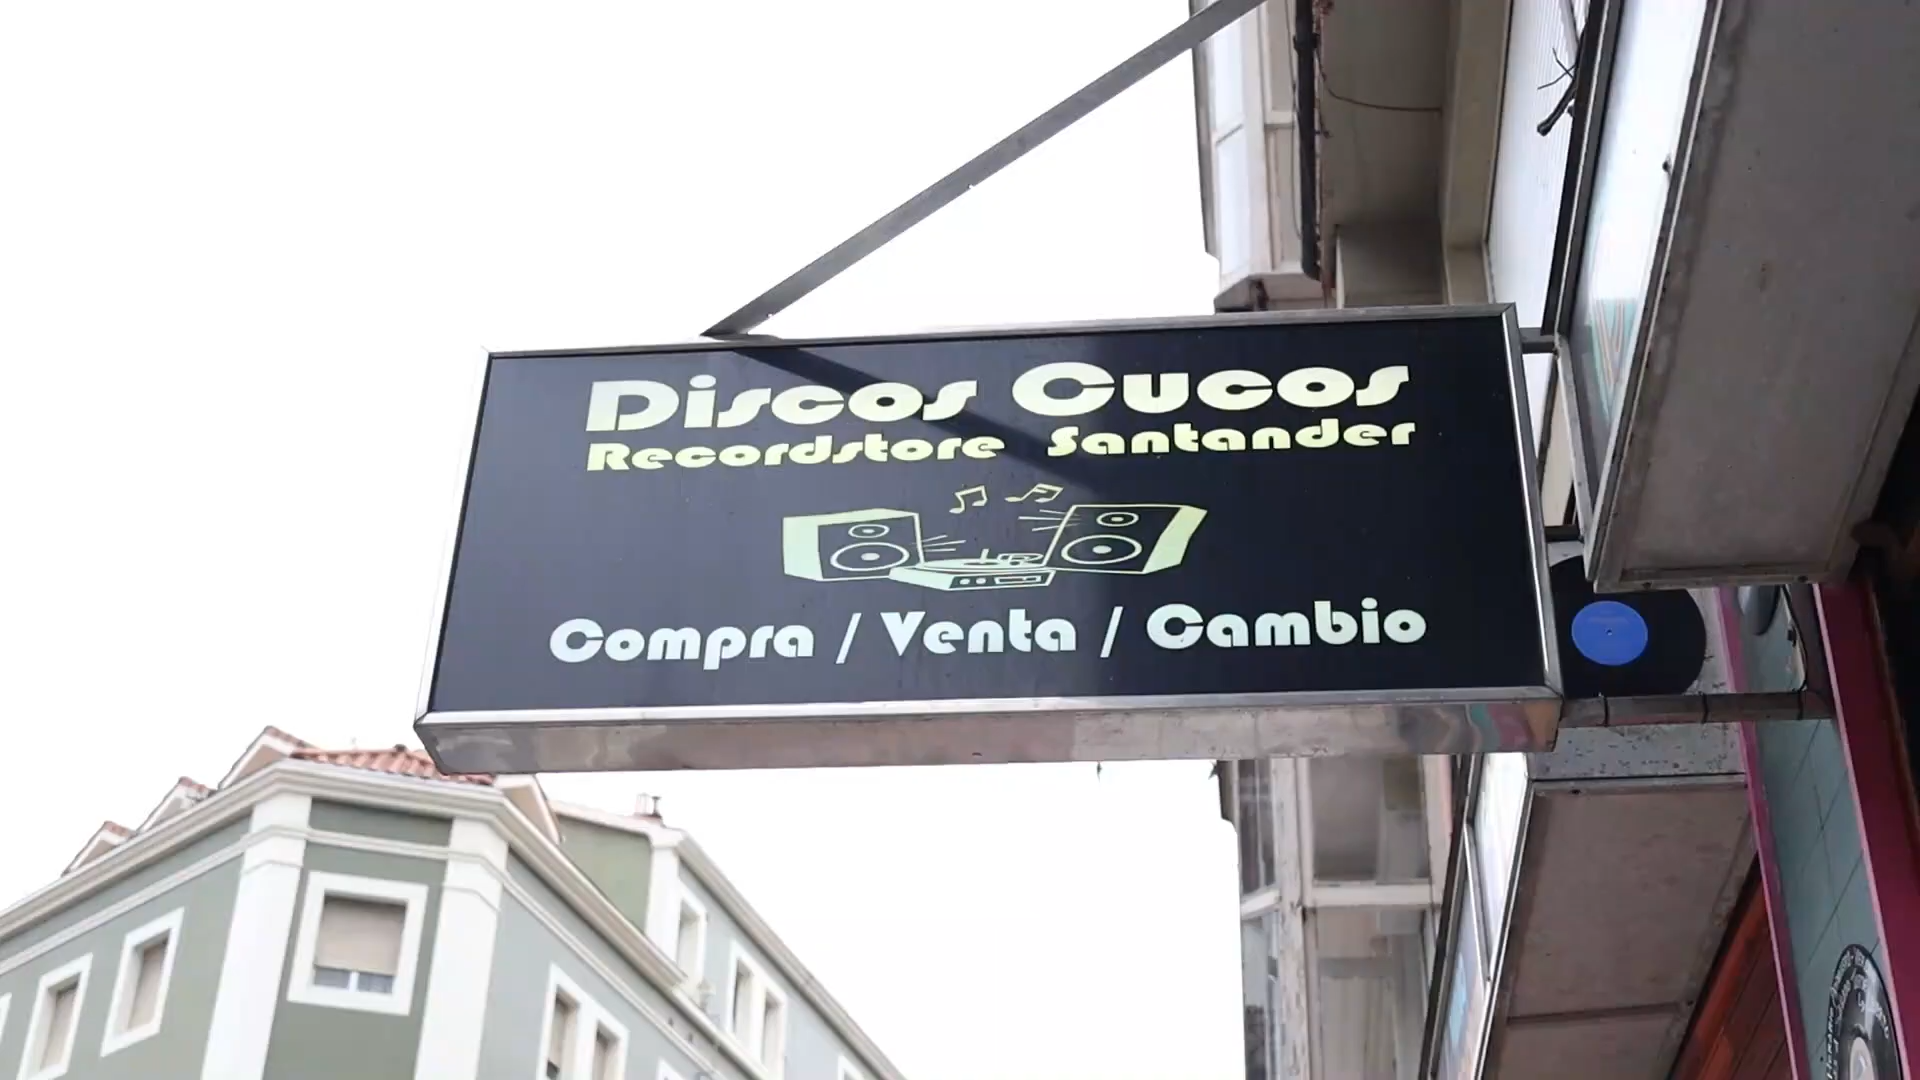 Discos Cucos
Recordstore Santander
Compra / Venta / Cambio